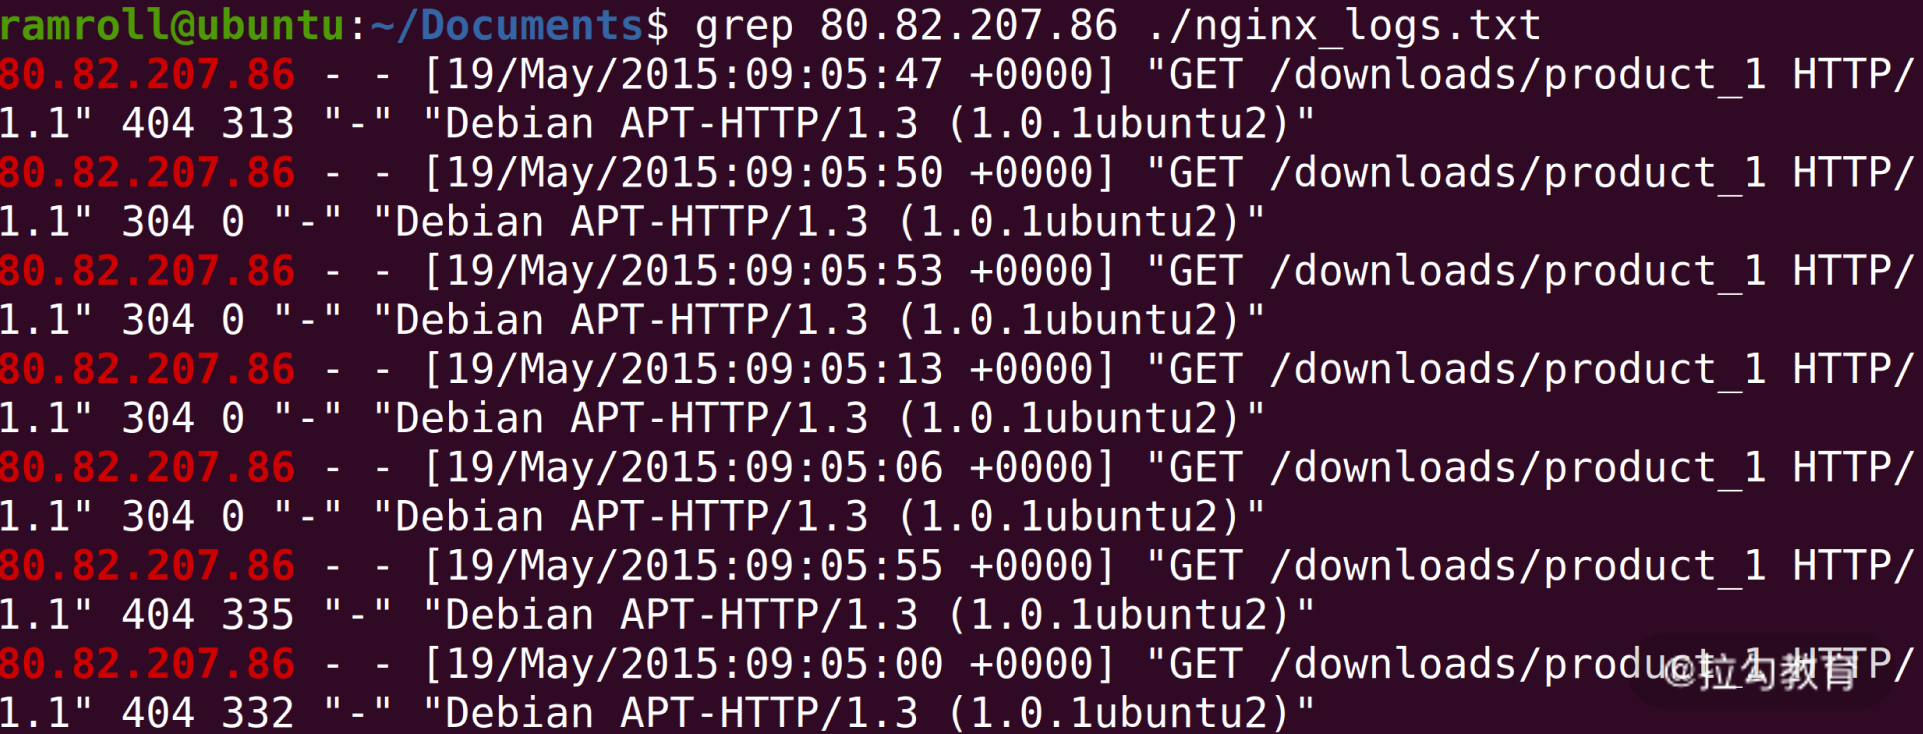 ramroll@ubuntu:~/Documents$ grep 80.82.207.86 ./nginx_logs.txt
80.82.207.86 - - [19/May/2015:09:05:47 +0000] "GET /downloads/product_1 HTTP/
1.1" 404 313 "-" "Debian APT-HTTP/1.3 (1.0.1ubuntu2)"
80.82.207.86 - - [19/May/2015:09:05:50 +0000] "GET /downloads/product_1 HTTP/
1.1" 304 0 "-" "Debian APT-HTTP/1.3 (1.0.1ubuntu2)"
80.82.207.86 - - [19/May/2015:09:05:53 +0000] "GET /downloads/product_1 HTTP/
1.1" 304 0 "-" "Debian APT-HTTP/1.3 (1.0.1ubuntu2)"
80.82.207.86 - - [19/May/2015:09:05:13 +0000] "GET /downloads/product_1 HTTP/
1.1" 304 0 "-" "Debian APT-HTTP/1.3 (1.0.1ubuntu2)"
80.82.207.86 - - [19/May/2015:09:05:06 +0000] "GET /downloads/product_1 HTTP/
1.1" 304 0 "-" "Debian APT-HTTP/1.3 (1.0.1ubuntu2)"
80.82.207.86 - - [19/May/2015:09:05:55 +0000] "GET /downloads/product_1 HTTP/
1.1" 404 335 "-" "Debian APT-HTTP/1.3 (1.0.1ubuntu2)"
80.82.207.86 - - [19/May/2015:09:05:00 +0000] "GET /downloads/product_1 HTTP/
1.1" 404 332 "-" "Debian APT-HTTP/1.3 (1.0.1ubuntu2)"
@拉勾教育